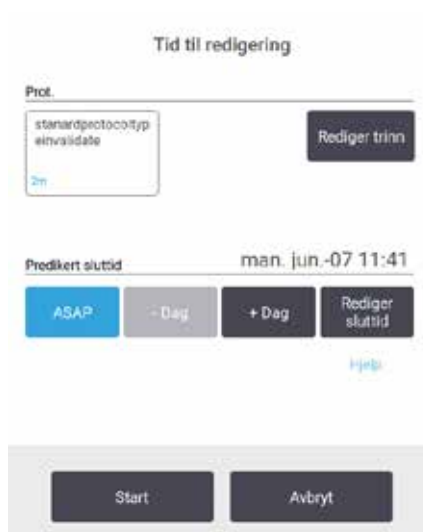 Tid til redigering
Prot.
stanardprotocoltyp
einvalidate
Rediger trinn
2m
Predikert sluttid
man. jun.-07 11:41
ASAP
- Dag
+ Dag
Rediger
sluttid
Hjelp
Start
Avbryt